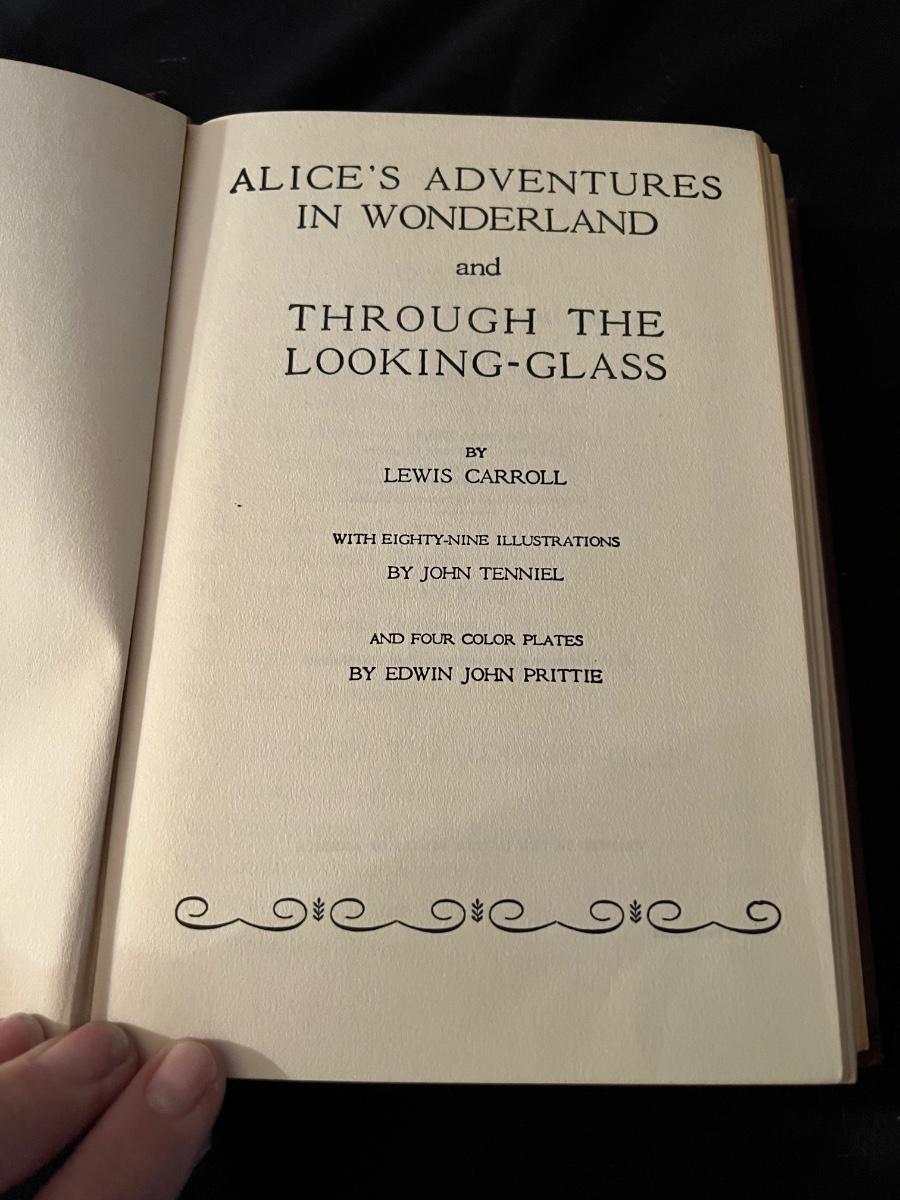 ALICE'S ADVENTURES
IN WONDERLAND
and
THROUGH THE
LOOKING-GLASS
BY
LEWIS CARROLL
WITH EIGHTY-NINE ILLUSTRATIONS
BY JOHN TENNIEL
AND FOUR COLOR PLATES
BY EDWIN JOHN PRITTIE